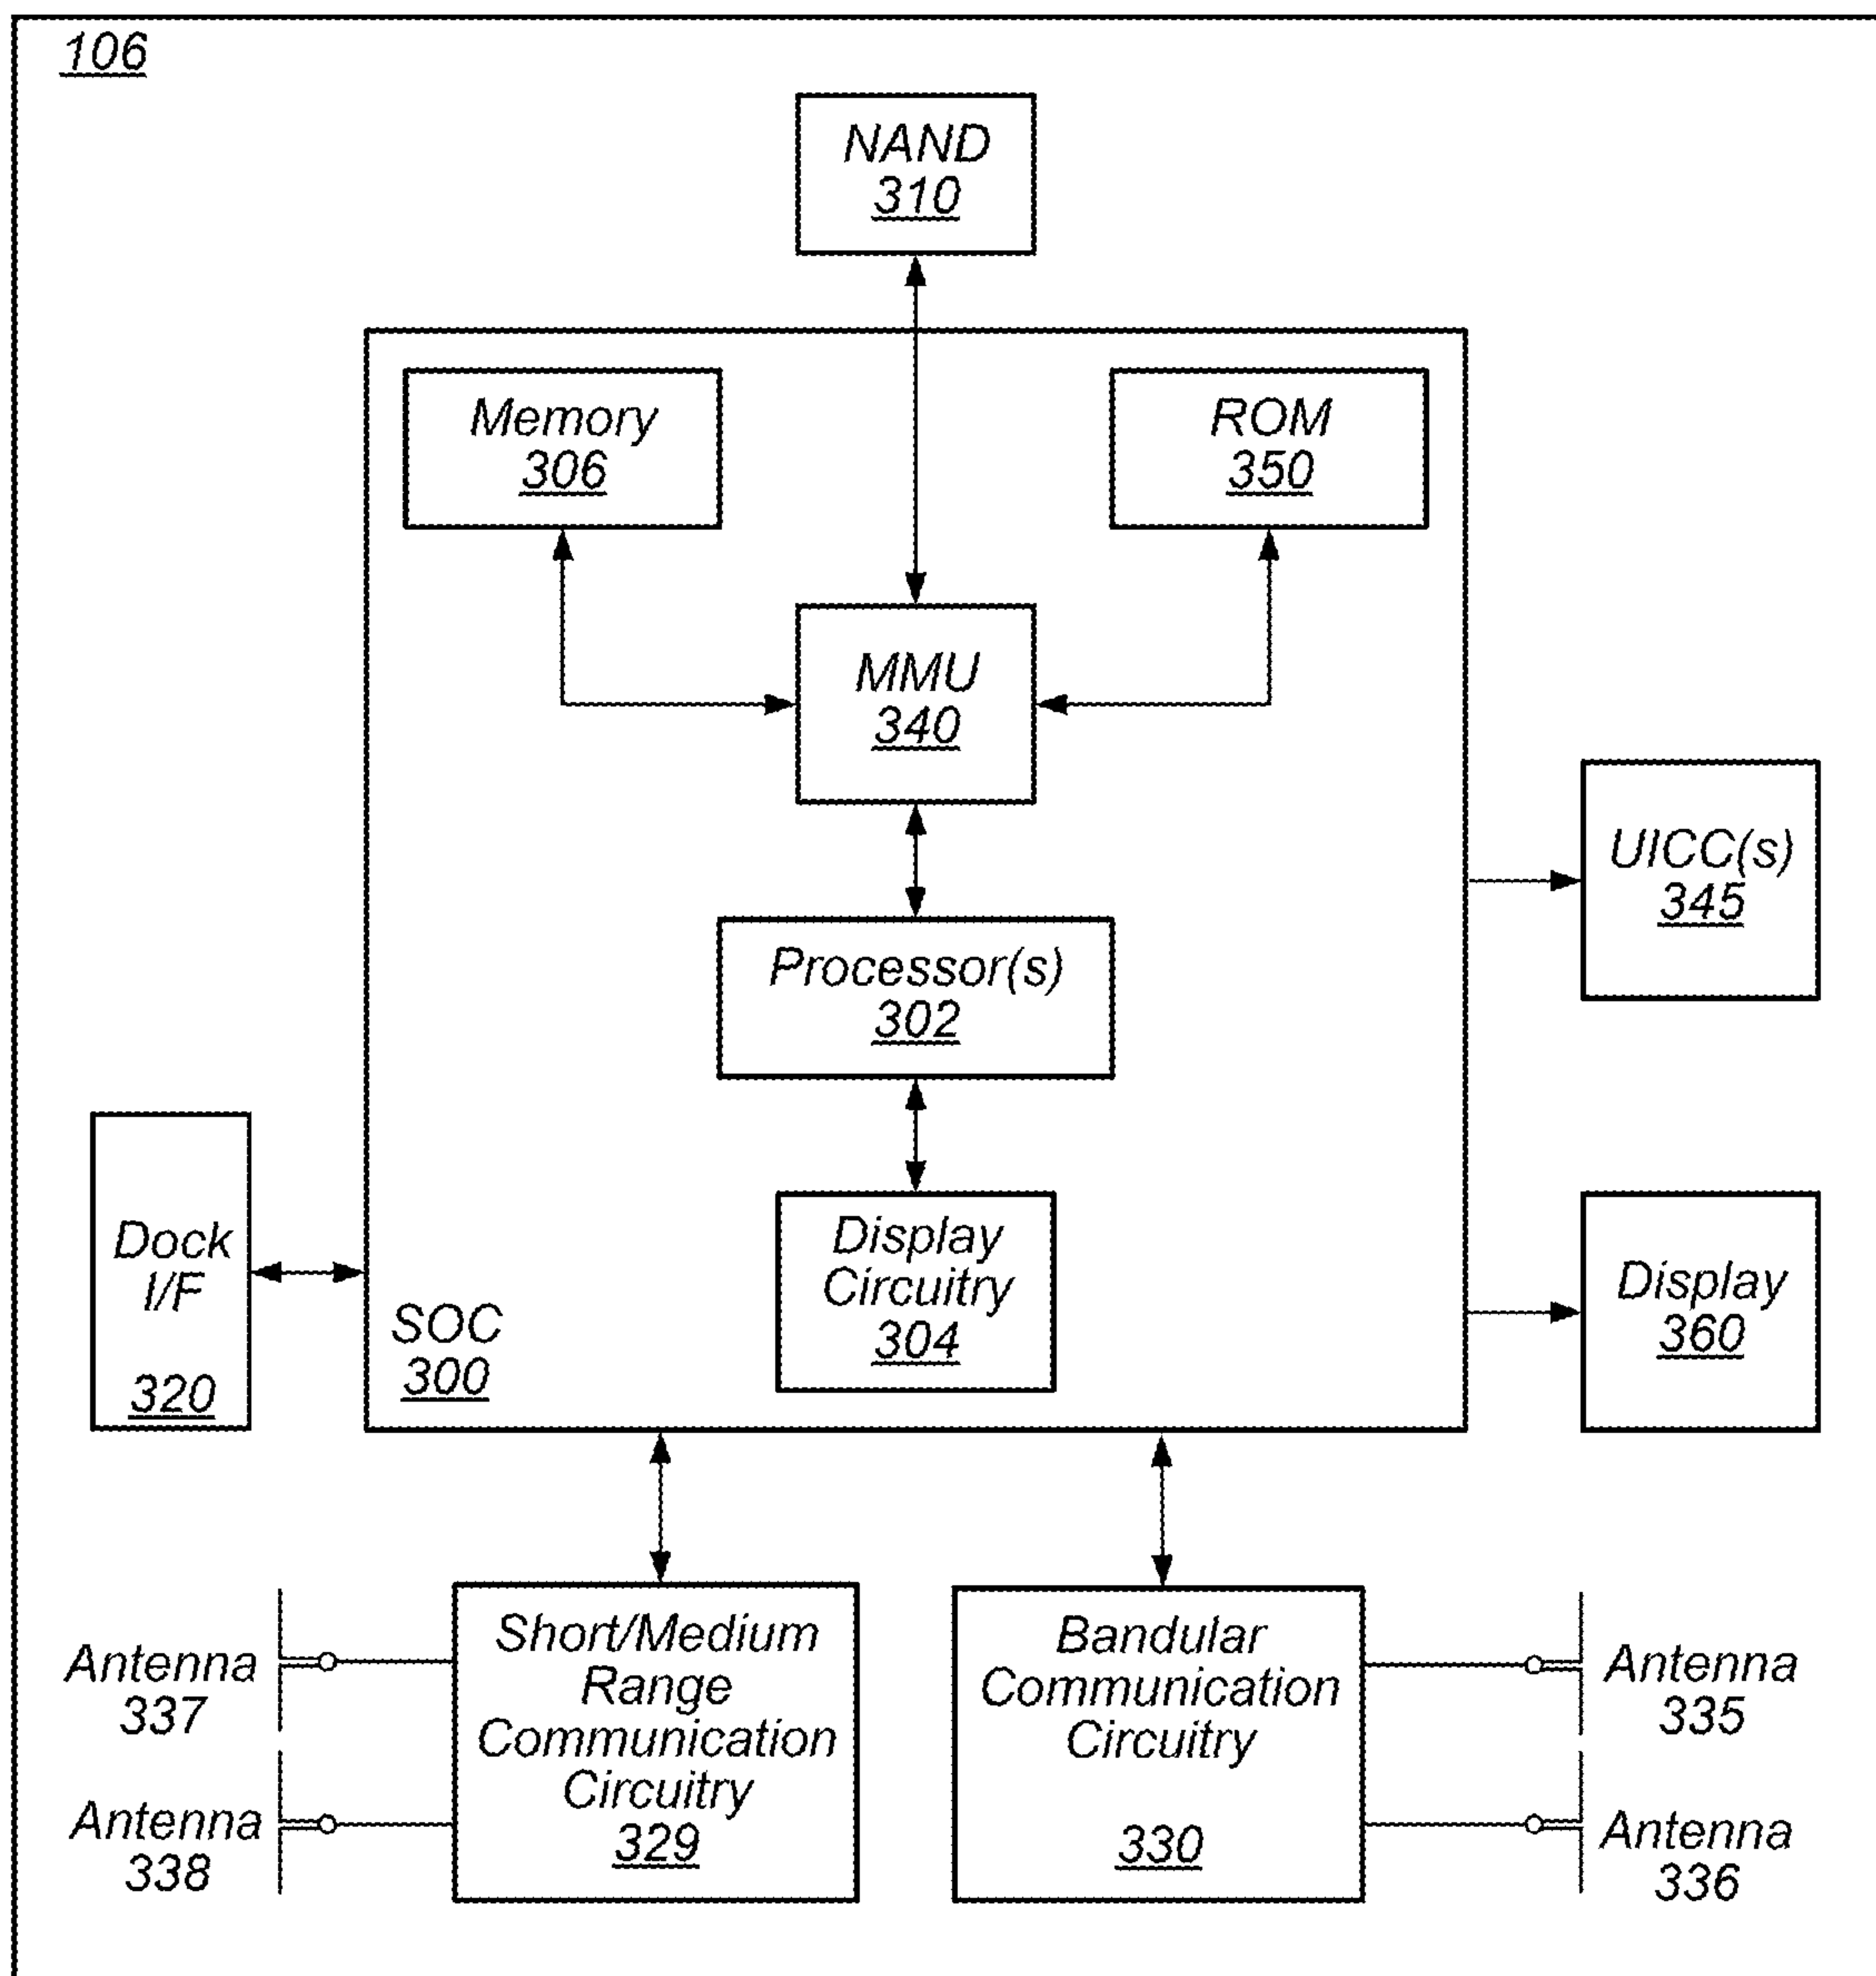 106
NAND
310
Memory
306
ROM
350
MMU
340
UICC(s)
345
Processor(s)
302
Dock
I/F
320
SOC
300
Display
Circuitry
304
Display
360
Antenna
337
Antenna
338
Short/Medium
Range
Communication
Circuitry
329
Bandular
Communication
Circuitry
330
Antenna
335
Antenna
336